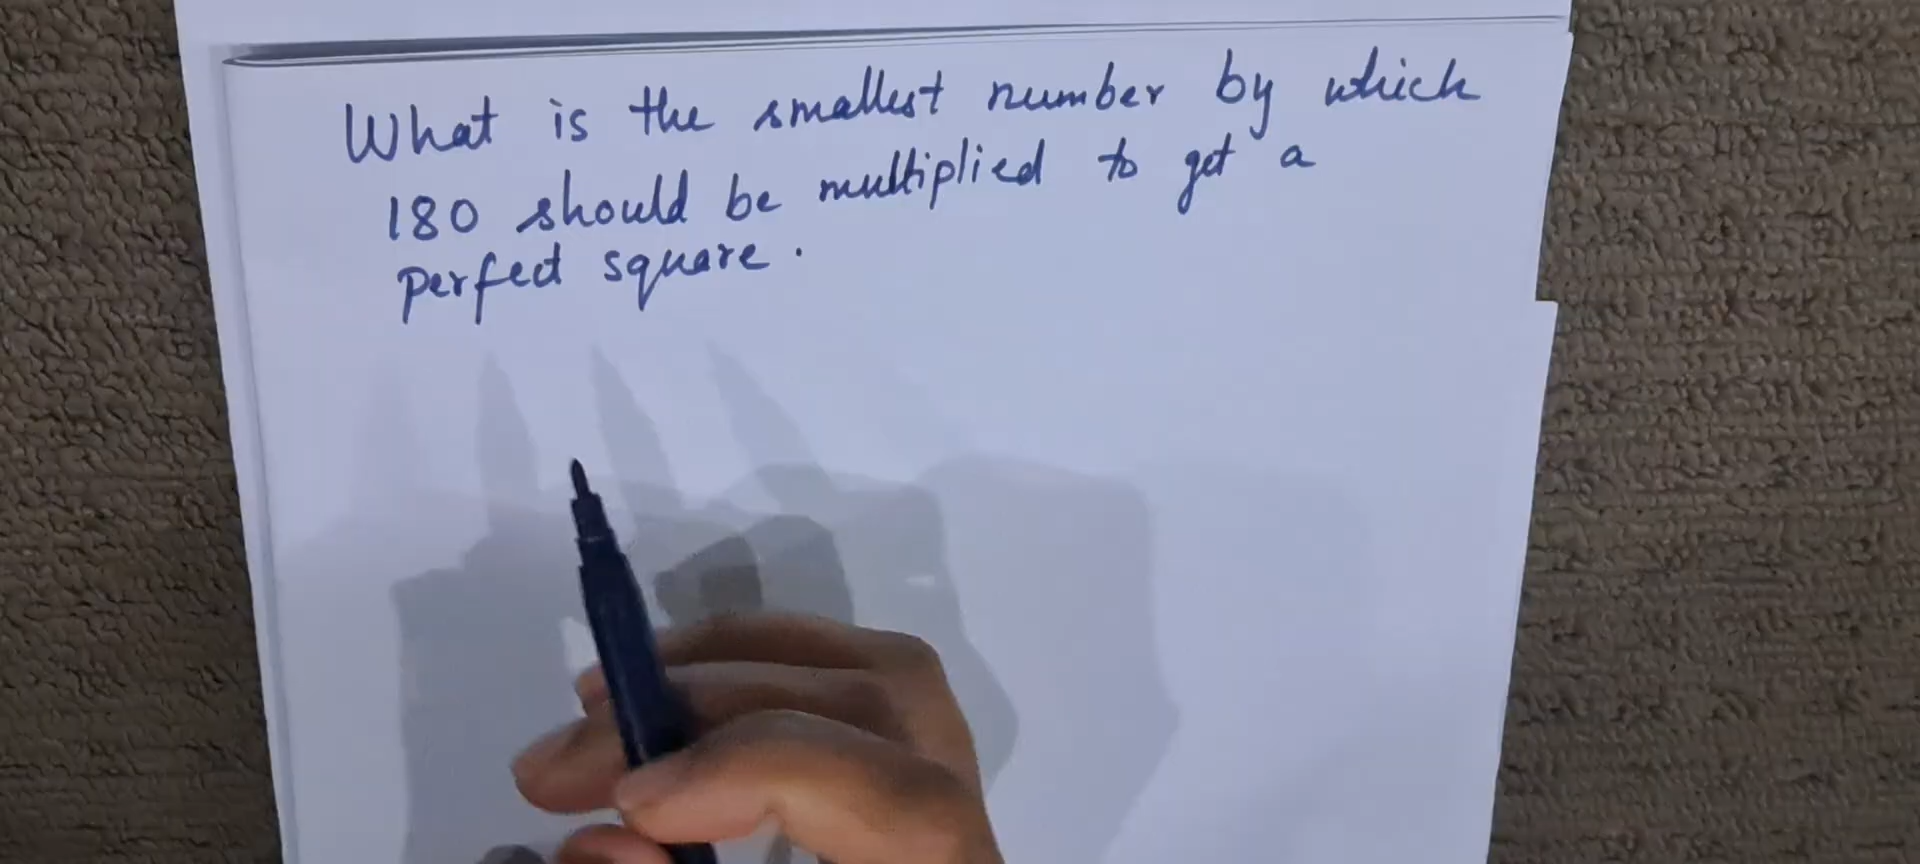 What is the smallest number by which
180 should be multiplied to get a
perfect square.